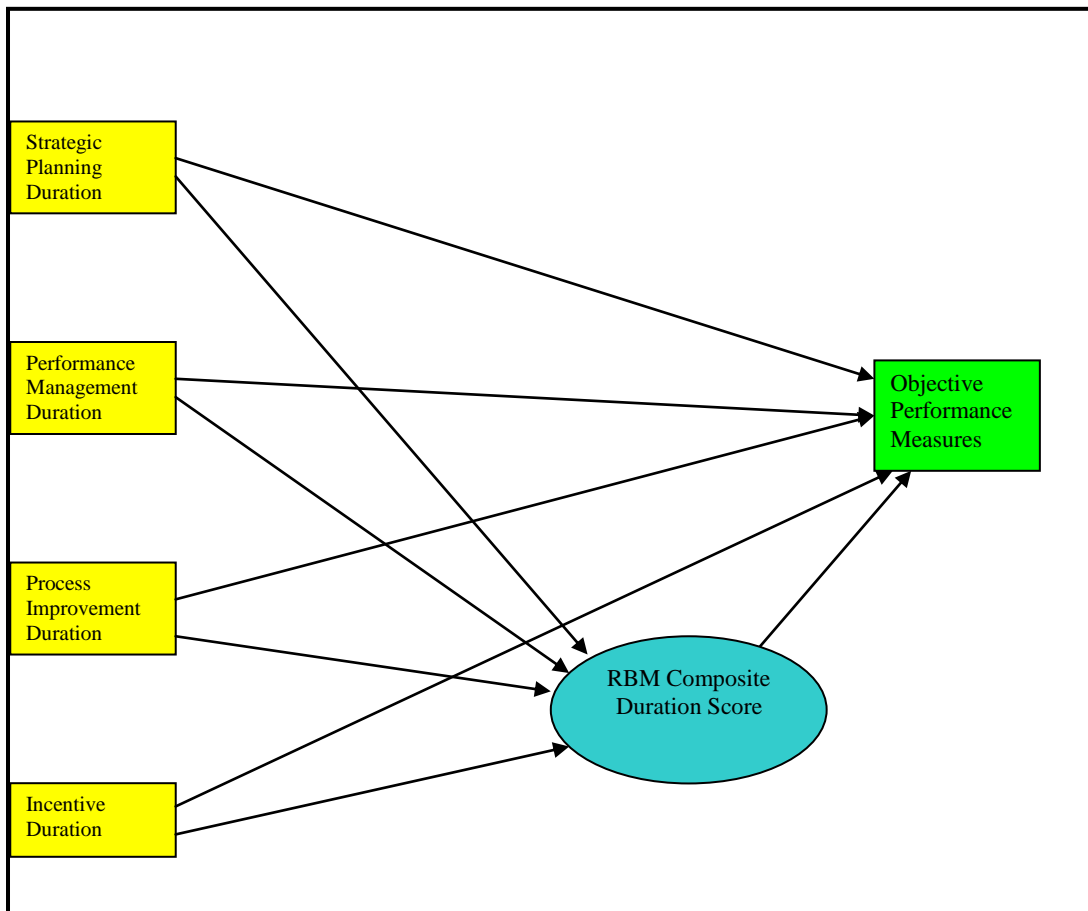 Strategic
Planning
Duration
Performance
Management
Duration
Objective
Performance
Measures
Process
Improvement
Duration
RBM Composite
Duration Score
Incentive
Duration